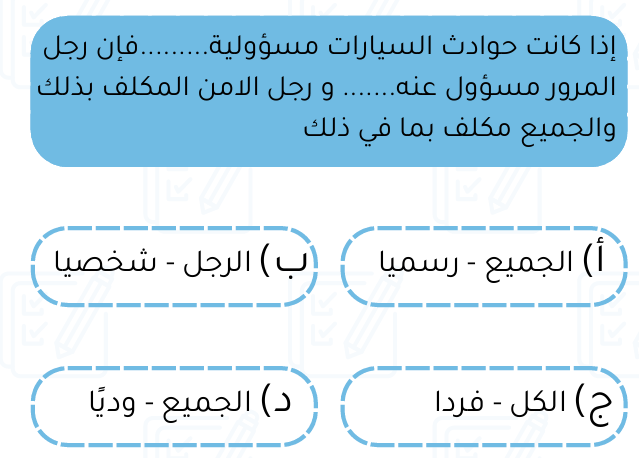 إذا كانت حوادث السيارات مسؤولية.........فإن رجل
المرور مسؤول عنه....... و رجل الامن المكلف بذلك
والجميع مكلف بما في ذلك
أ) الجميع - رسميا
ب) الرجل - شخصيا
ج) الكل - فردا
د) الجميع - وديًا